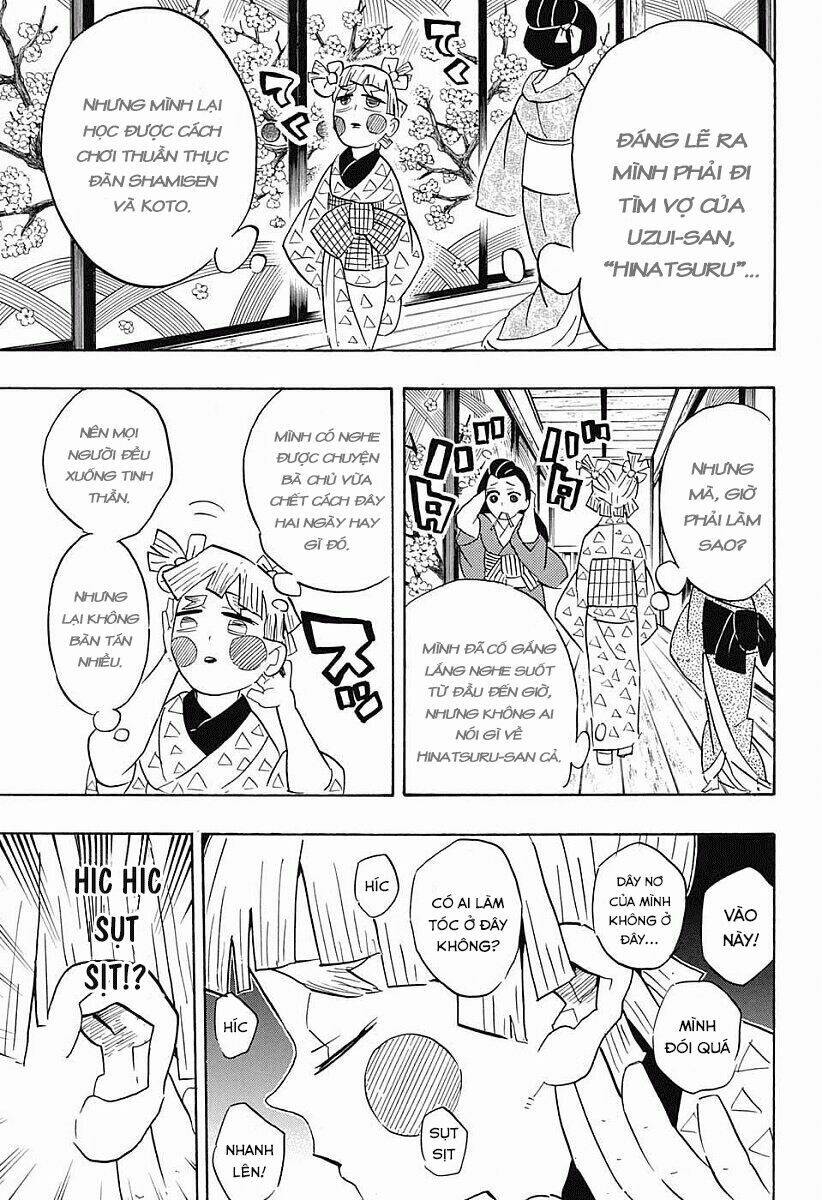 ĐÁNG LẼ RA
MÌNH PHẢI ĐI
TÌM VỢ CỦA
UZUI-SAN,
“HINATSURU”...
NHƯNG MÌNH LẠI
HỌC ĐƯỢC CÁCH
CHƠI THUẦN THỤC
ĐÀN SHAMISEN
VÀ KOTO.
NHƯNG
MÀ, GIỜ
PHẢI LÀM
SAO?
MÌNH ĐÃ CỐ GẮNG
LẮNG NGHE SUỐT
TỪ ĐẦU ĐẾN GIỜ,
NHƯNG KHÔNG AI
NÓI GÌ VỀ
HINATSURU-SAN CẢ.
MÌNH CÓ NGHE
ĐƯỢC CHUYỆN
BÀ CHỦ VỪA
CHẾT CÁCH ĐÂY
HAI NGÀY HAY
GÌ ĐÓ.
NÊN MỌI
NGƯỜI ĐỀU
XUỐNG TINH
THẦN.
NHƯNG
LẠI KHÔNG
BÀN TÁN
NHIỀU.
ズズッ
VÀO
NÀY!
DÂY NƠ
CỦA MÌNH
KHÔNG Ở
ĐÂY...
MÌNH
ĐÓI QUÁ
CÓ AI LÀM
TÓC Ở ĐÂY
KHÔNG?
HÍC
HÍC
SỤT
SỊT
NHANH
LÊN!
HIC HIC
SỤT
SỊT!?